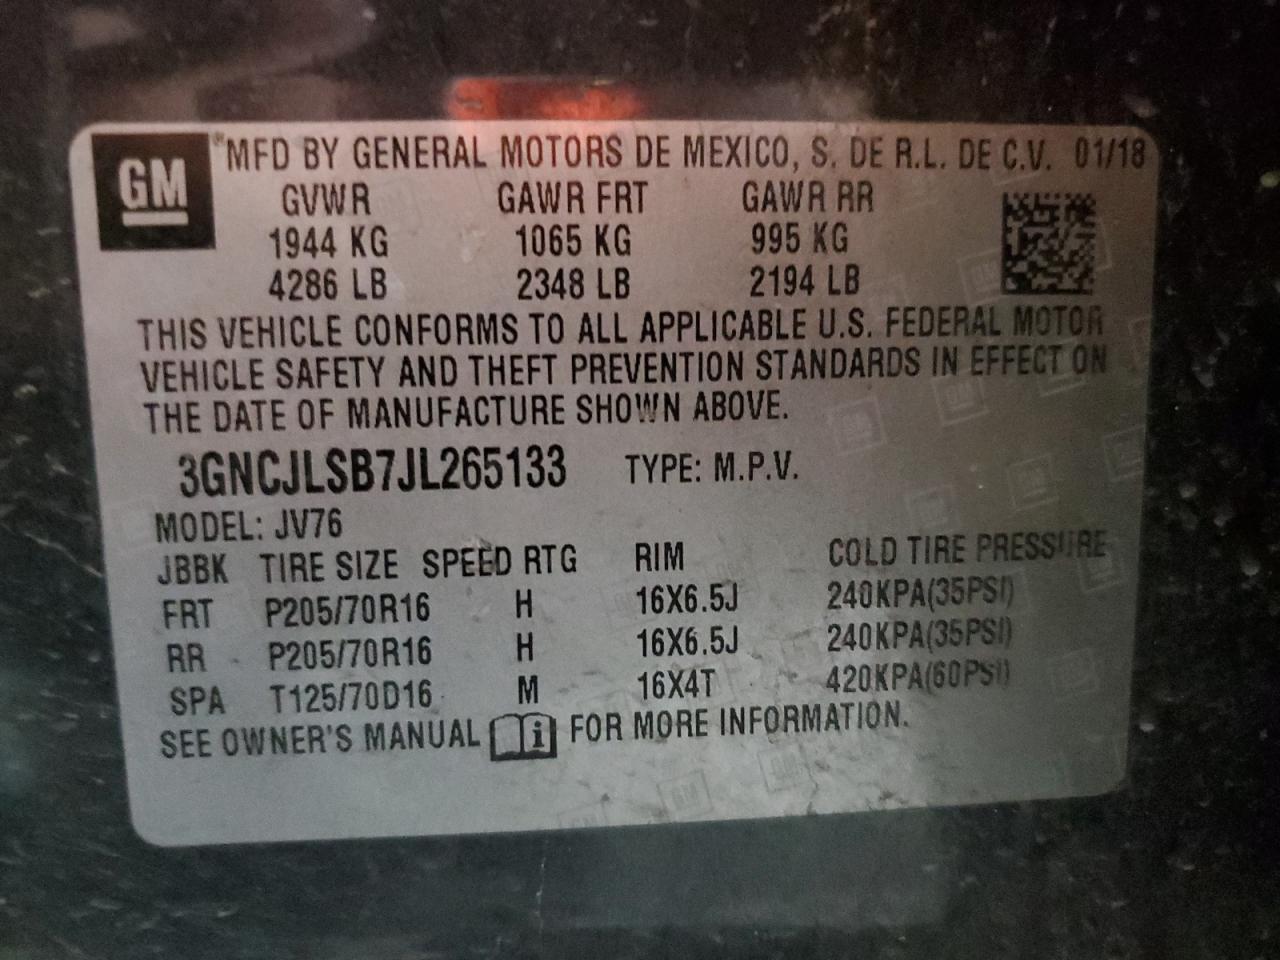 GM
®MFD BY GENERAL MOTORS DE MEXICO, S. DE R.L. DE C.V. 01/18
GVWR GAWR FRT GAWR RR
1944 KG 1065 KG 995 KG
4286 LB 2348 LB 2194 LB
THIS VEHICLE CONFORMS TO ALL APPLICABLE U.S. FEDERAL MOTOR
VEHICLE SAFETY AND THEFT PREVENTION STANDARDS IN EFFECT ON
THE DATE OF MANUFACTURE SHOWN ABOVE.
3GNCJLSB7JL265133 TYPE: M.P.V.
MODEL: JV76
JBBK TIRE SIZE SPEED RTG RIM COLD TIRE PRESSURE
FRT P205/70R16 H 16X6.5J 240KPA(35PSI)
RR P205/70R16 H 16X6.5J 240KPA(35PSI)
SPA T125/70D16 M 16X4T 420KPA(60PSI)
SEE OWNER'S MANUAL i FOR MORE INFORMATION.